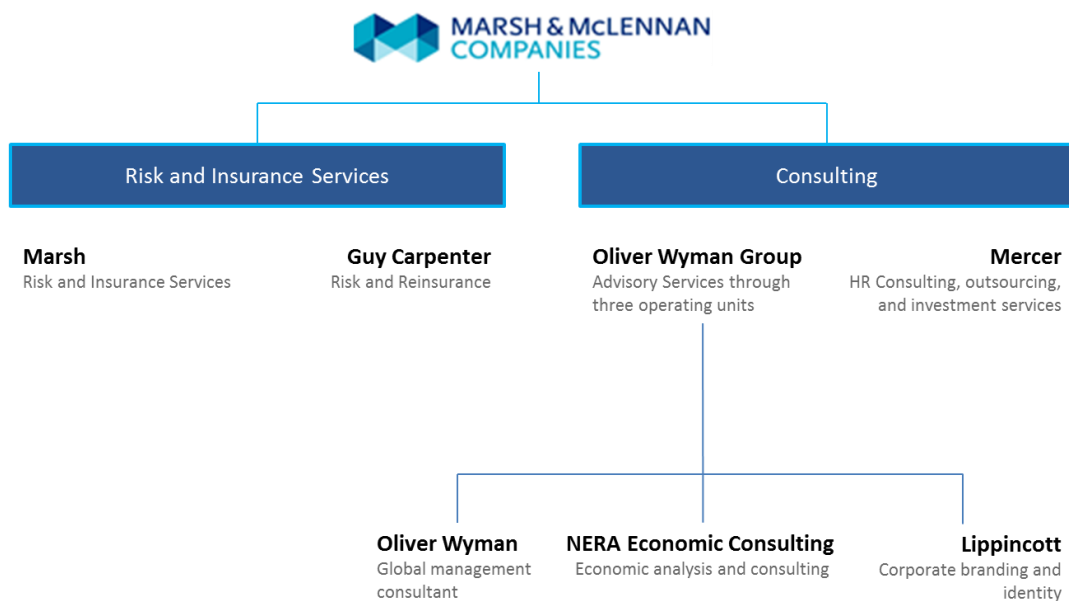 MARSH & MCLENNAN
COMPANIES
Risk and Insurance Services
Consulting
Marsh
Risk and Insurance Services
Guy Carpenter
Risk and Reinsurance
Oliver Wyman Group
Advisory Services through
three operating units
Mercer
HR Consulting, outsourcing,
and investment services
Oliver Wyman
Global management
consultant
NERA Economic Consulting
Economic analysis and consulting
Lippincott
Corporate branding and
identity